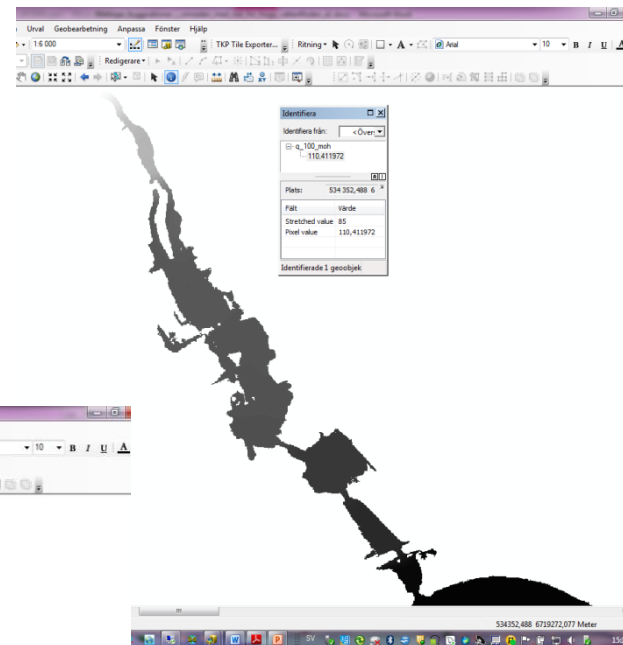 Urval Geobearbetning Anpassa Fönster Hjälp
1:6 000 TKP Tile Exporter... Ritning A Arial 10 B I U A
Redigerare
Identifiera
Identifiera från: <Över
q_100_moh
110,411972
Plats: 534 352,488 6
Fält Värde
Stretched value 85
Pixel value 110,411972
Identifierade 1 geoobjek
10 B I U A
534352,488 6719272,077 Meter
SV